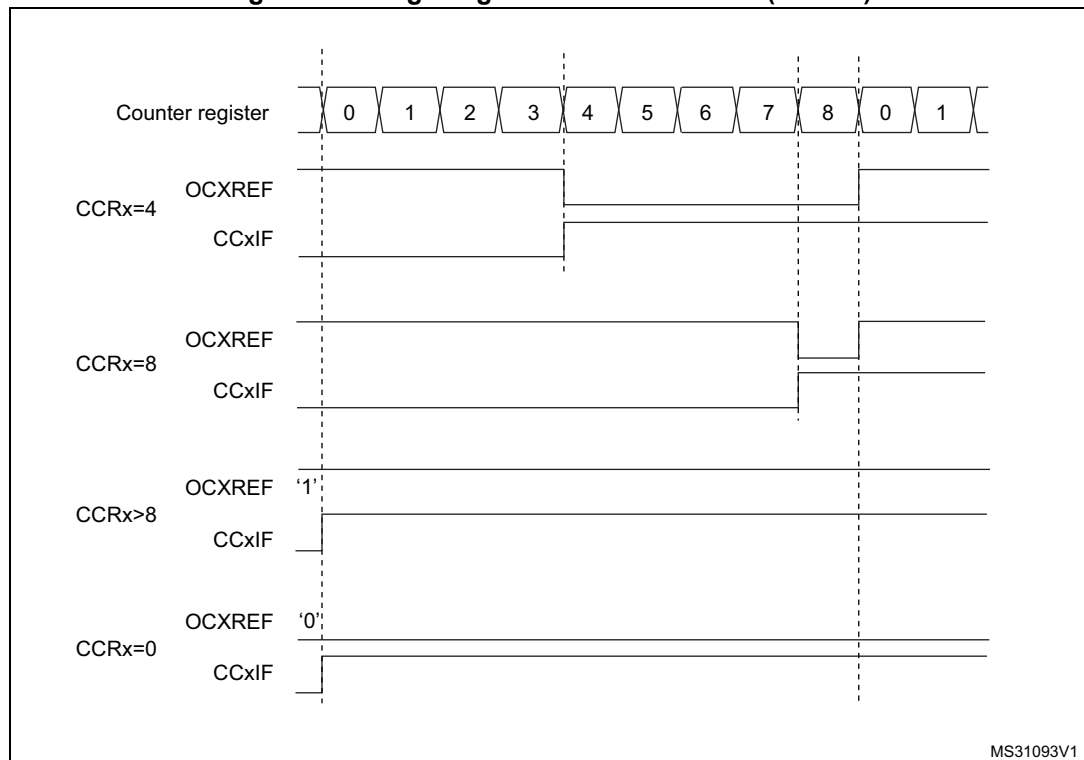 Counter register 0 1 2 3 4 5 6 7 8 0 1
OCXREF
CCRx=4
CCxIF
OCXREF
CCRx=8
CCxIF
OCXREF ‘1’
CCRx>8
CCxIF
OCXREF ‘0’
CCRx=0
CCxIF
MS31093V1